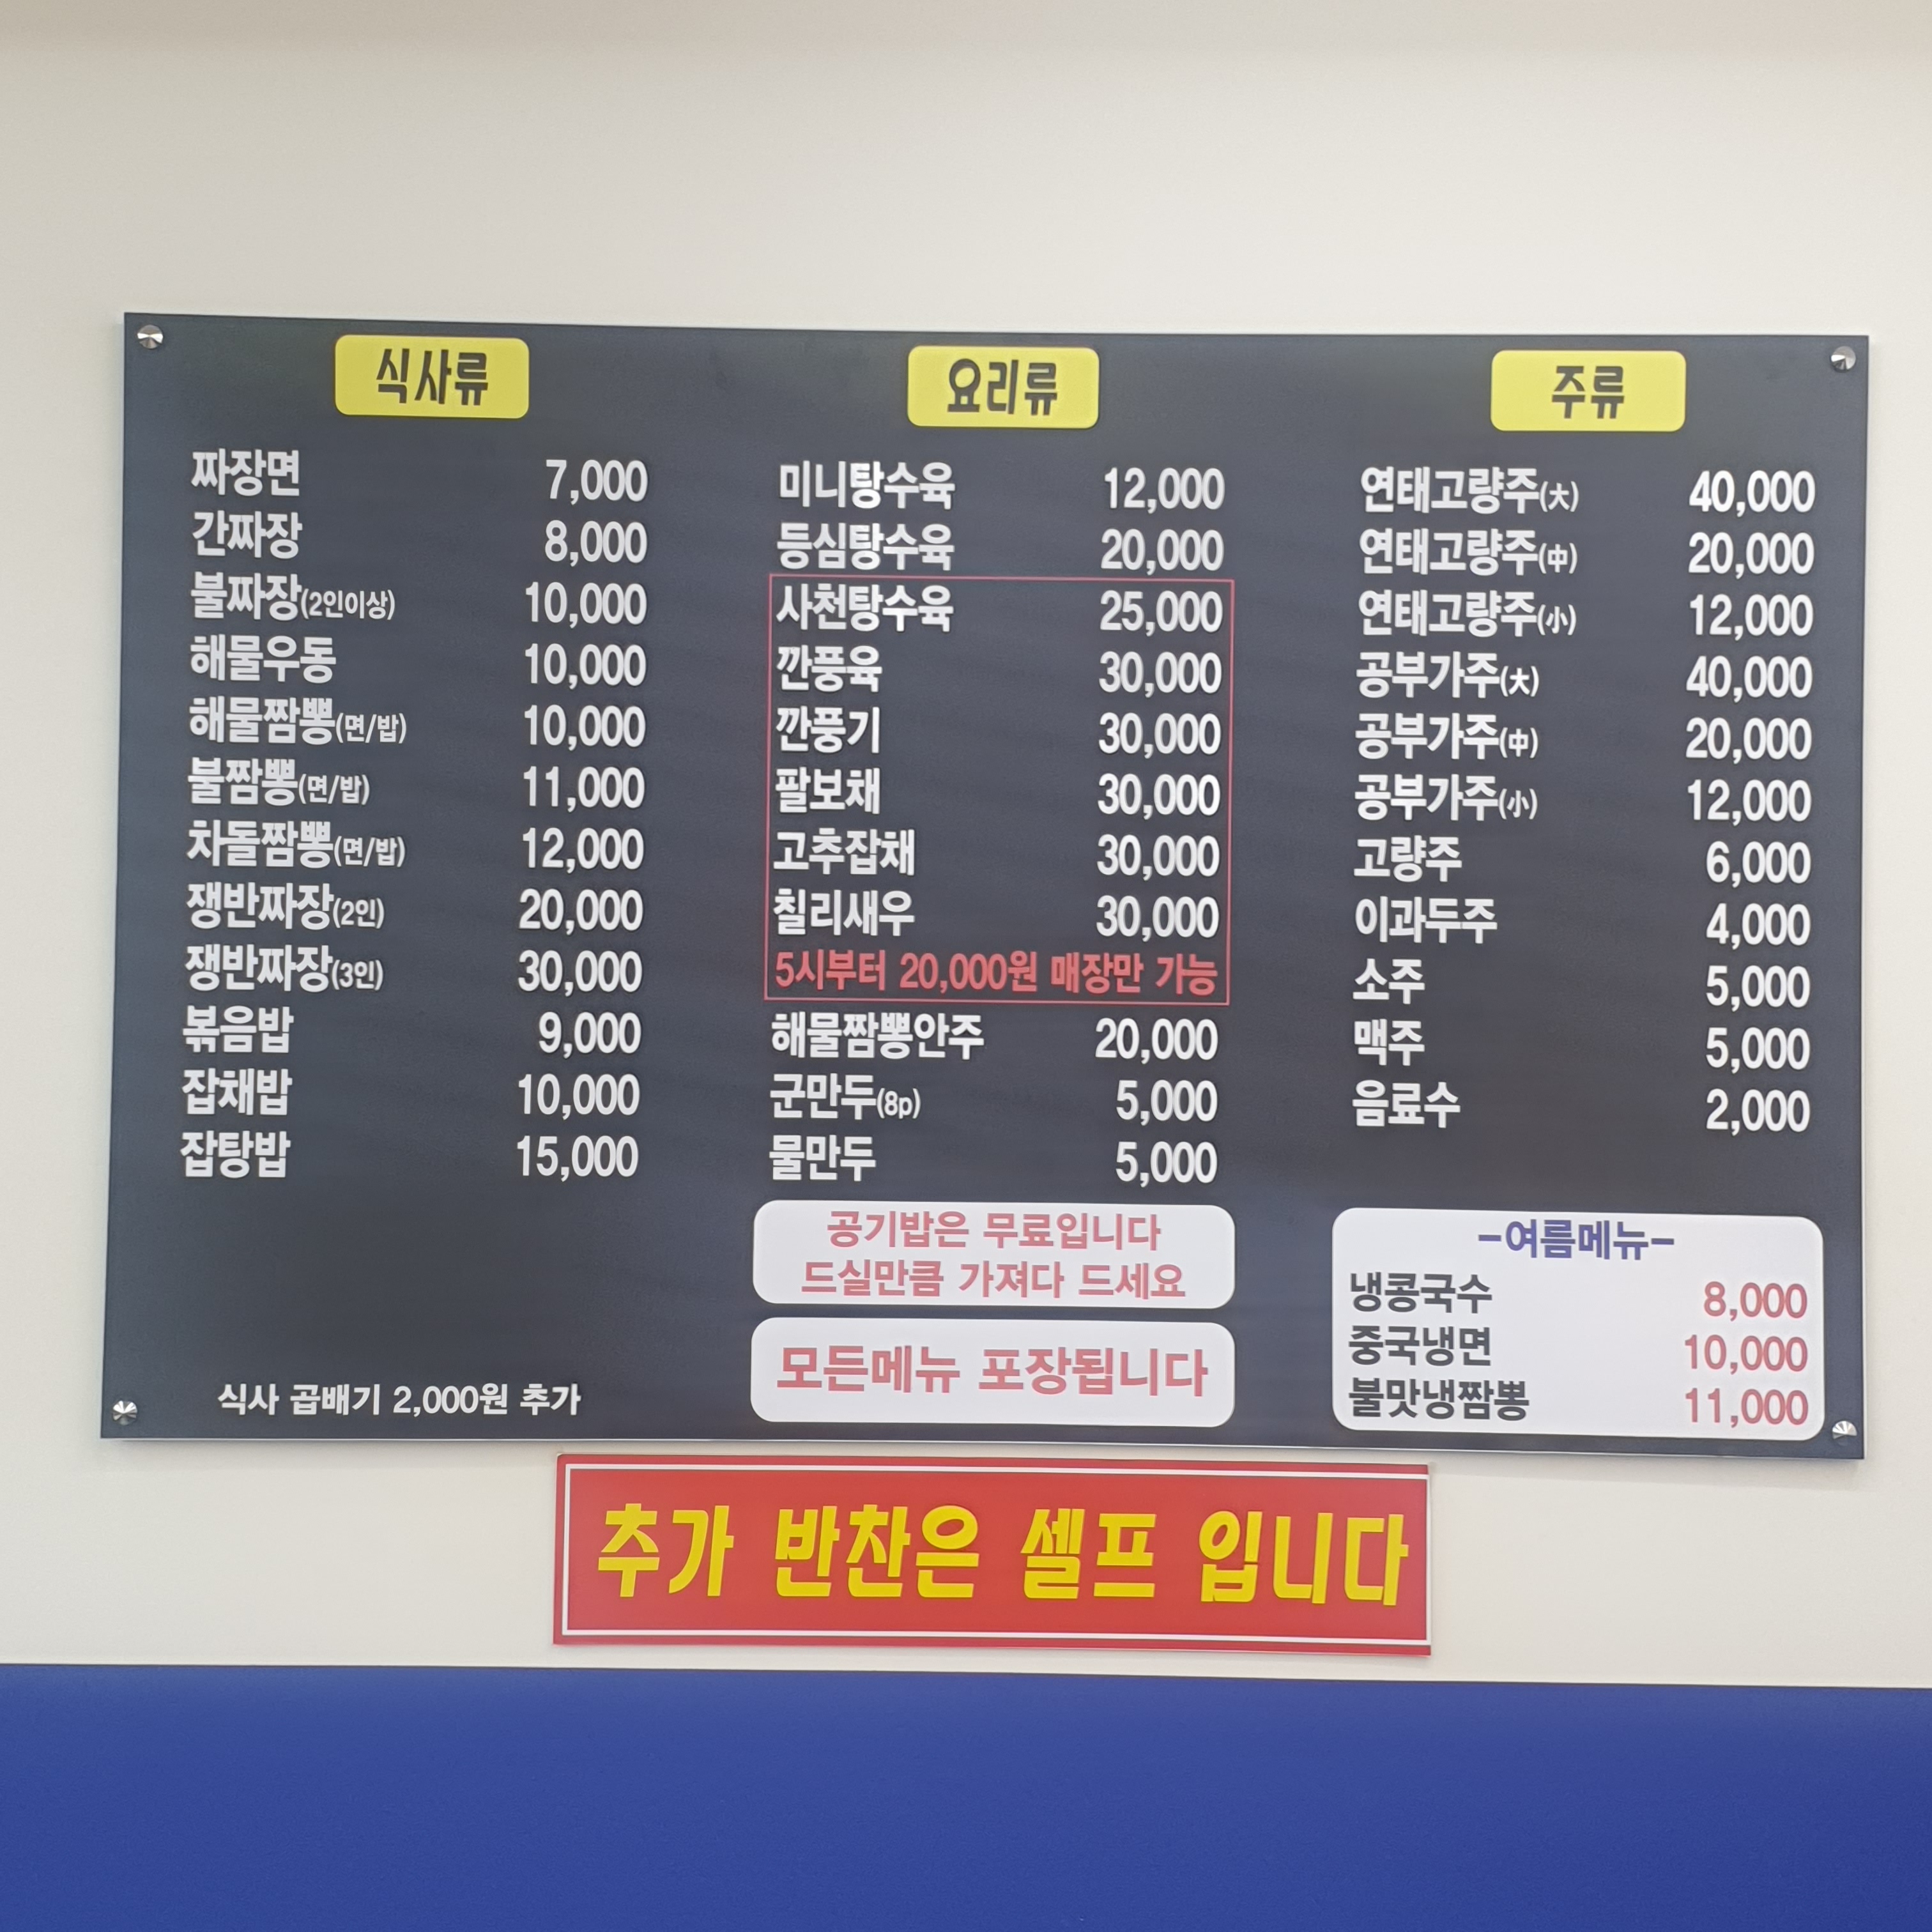 식사류
짜장면 7,000
간짜장 8,000
불짜장(2인이상) 10,000
해물우동 10,000
해물짬뽕(면/밥) 10,000
불짬뽕(면/밥) 11,000
차돌짬뽕(면/밥) 12,000
쟁반짜장(2인) 20,000
쟁반짜장(3인) 30,000
볶음밥 9,000
잡채밥 10,000
잡탕밥 15,000
식사 곱배기 2,000원 추가
요리류
미니탕수육 12,000
등심탕수육 20,000
사천탕수육 25,000
깐풍육 30,000
깐풍기 30,000
팔보채 30,000
고추잡채 30,000
칠리새우 30,000
5시부터 20,000원 매장만 가능
해물짬뽕안주 20,000
군만두(8p) 5,000
물만두 5,000
공기밥은 무료입니다
드실만큼 가져다 드세요
모든메뉴 포장됩니다
주류
연태고량주(大) 40,000
연태고량주(中) 20,000
연태고량주(小) 12,000
공부가주(大) 40,000
공부가주(中) 20,000
공부가주(小) 12,000
고량주 6,000
이과두주 4,000
소주 5,000
맥주 5,000
음료수 2,000
-여름메뉴-
냉콩국수 8,000
중국냉면 10,000
불맛냉짬뽕 11,000
추가 반찬은 셀프 입니다